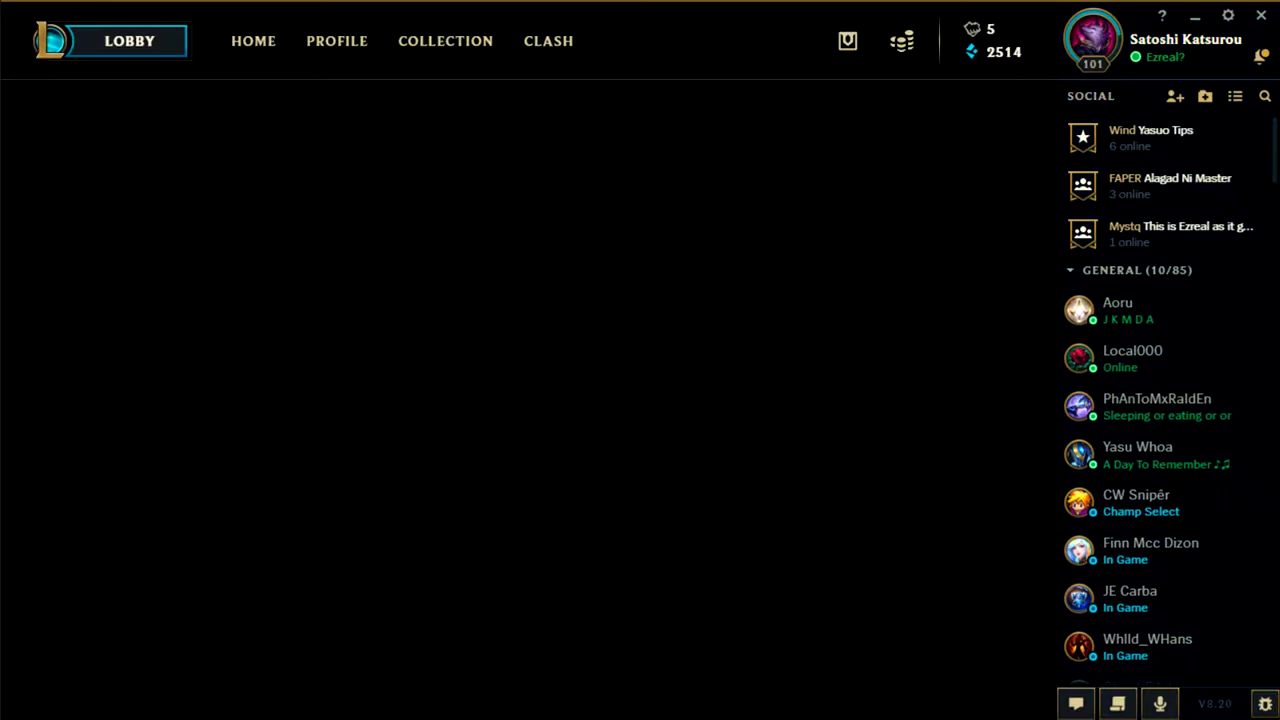 LOBBY
HOME
PROFILE
COLLECTION
CLASH
5
2514
?
101
Satoshi Katsurou
Ezreal?
SOCIAL
Wind Yasuo Tips
6 online
FAPER Alagad Ni Master
3 online
Mystq This is Ezreal as it g...
1 online
GENERAL (10/85)
Aoru
J K M D A
Local000
Online
PhAnToMxRaIdEn
Sleeping or eating or or
Yasu Whoa
A Day To Remember ♪♫
CW Snipêr
Champ Select
Finn Mcc Dizon
In Game
JE Carba
In Game
WhIId_WHans
In Game
V8.20